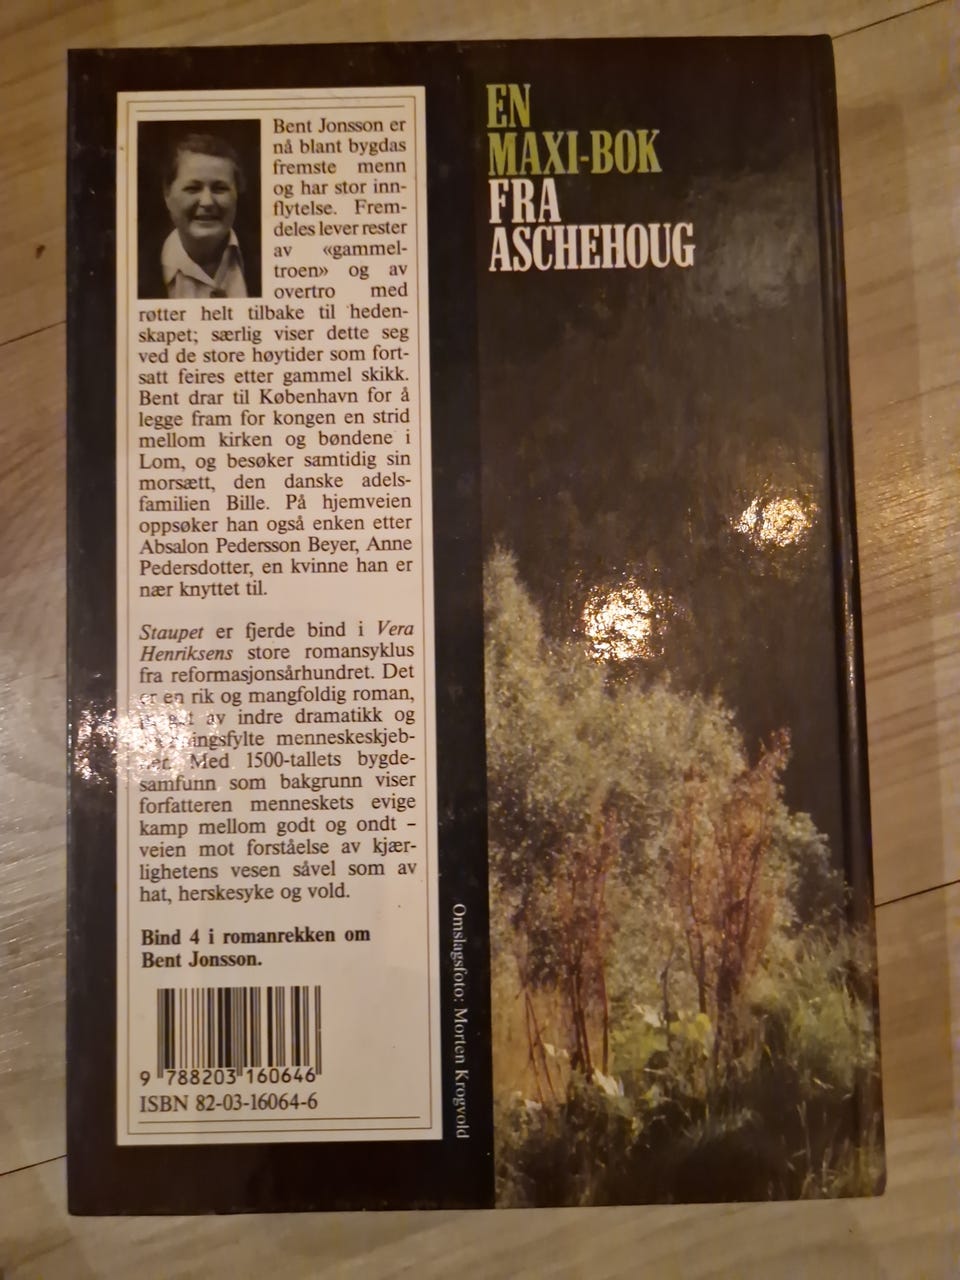 Bent Jonsson er
nå blant bygdas
fremste menn
og har stor inn-
flytelse. Frem-
deles lever rester
av «gammel-
troen» og av
overtro med
røtter helt tilbake til heden-
skapet; særlig viser dette seg
ved de store høytider som fort-
satt feires etter gammel skikk.
Bent drar til København for å
legge fram for kongen en strid
mellom kirken og bøndene i
Lom, og besøker samtidig sin
morsætt, den danske adels-
familien Bille. På hjemveien
oppsøker han også enken etter
Absalon Pedersson Beyer, Anne
Pedersdotter, en kvinne han er
nær knyttet til.
Staupet er fjerde bind i Vera
Henriksens store romansyklus
fra reformasjonsårhundret. Det
er en rik og mangfoldig roman,
av indre dramatikk og
menneskeskjeb-
Med 1500-tallets bygde-
samfunn som bakgrunn viser
forfatteren menneskets evige
kamp mellom godt og ondt –
veien mot forståelse av kjær-
lighetens vesen såvel som av
hat, herskesyke og vold.
Bind 4 i romanrekken om
Bent Jonsson.
9 788203 160646
ISBN 82-03-16064-6
Omslagsfoto: Morten Krogvold
EN
MAXI-BOK
FRA
ASCHEHOUG